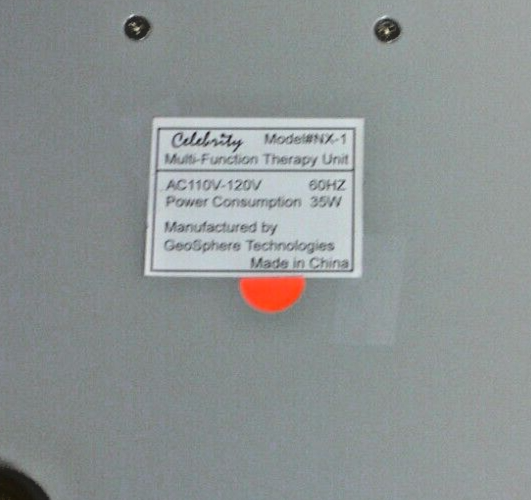 Celebrity Model#NX-1
Multi-Function Therapy Unit
AC110V-120V 60HZ
Power Consumption 35W
Manufactured by
GeoSphere Technologies
Made in China